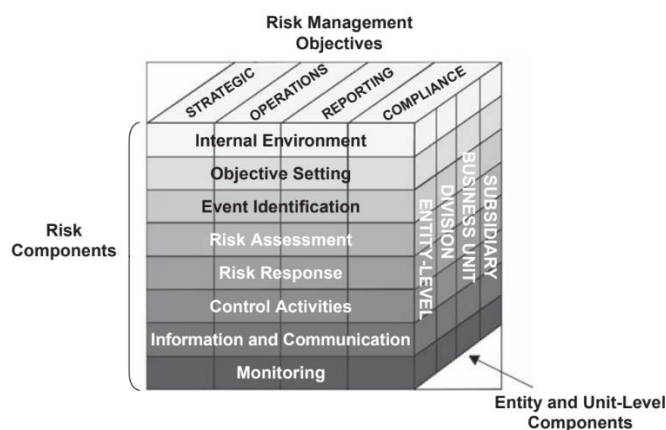 Risk Management
Objectives
STRATEGIC
OPERATIONS
REPORTING
COMPLIANCE
Internal Environment
Objective Setting
Event Identification
Risk Assessment
Risk Response
Control Activities
Information and Communication
Monitoring
Risk
Components
ENTITY-LEVEL
DIVISION
BUSINESS UNIT
SUBSIDIARY
Entity and Unit-Level
Components